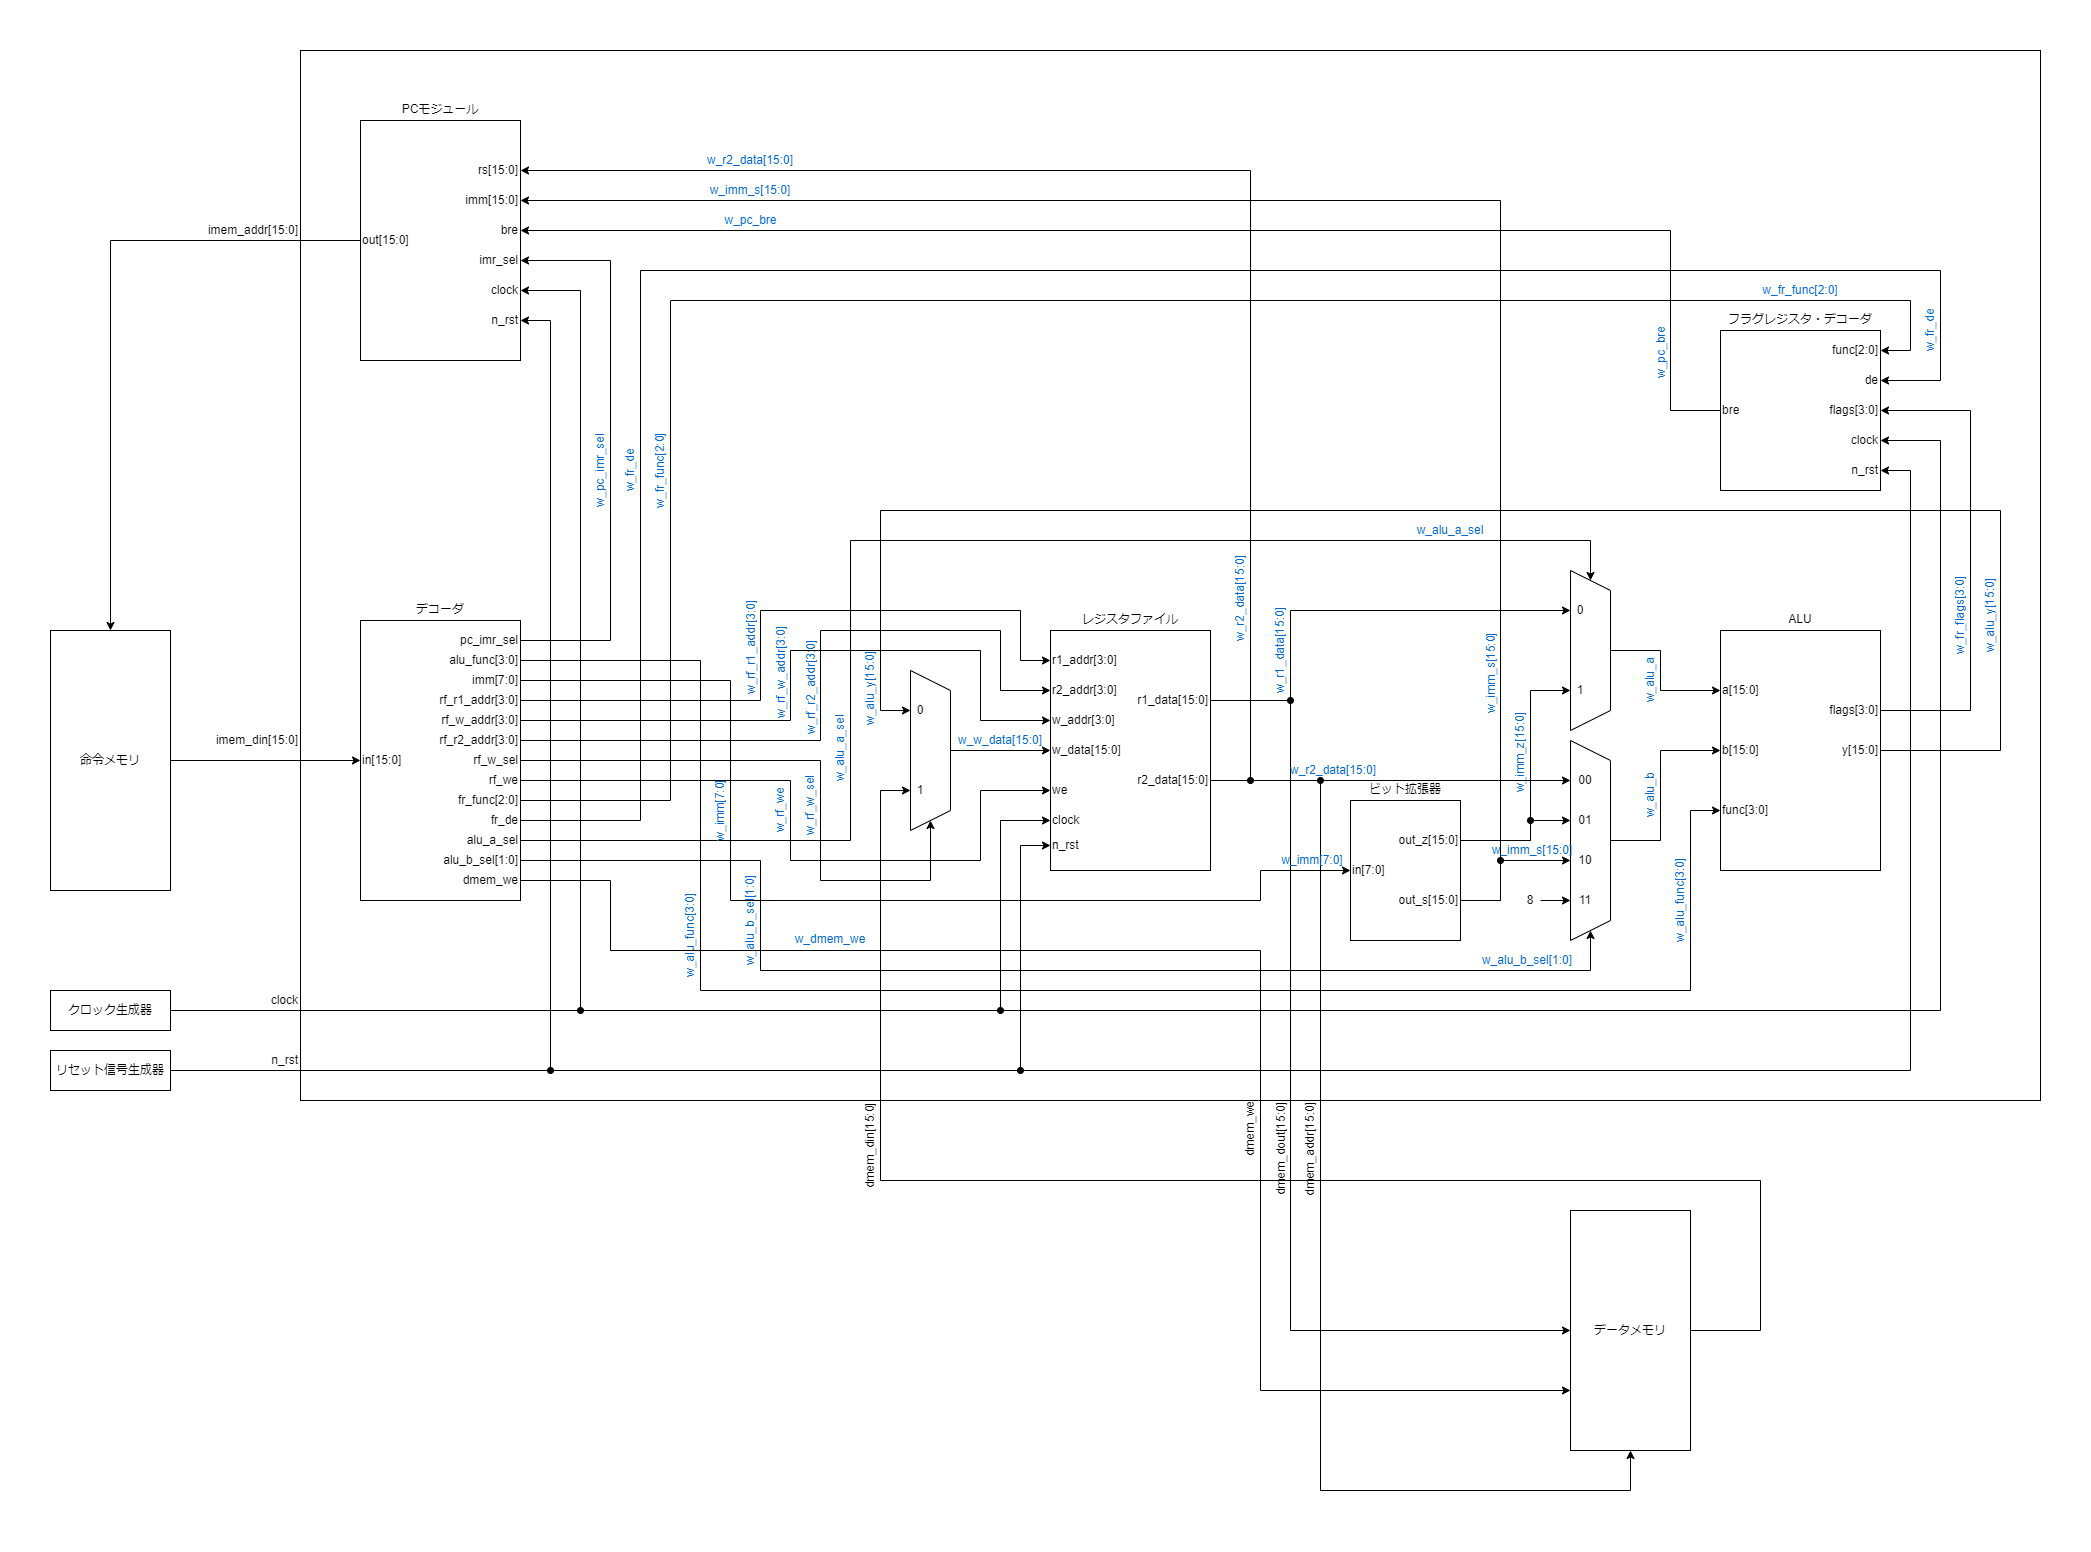 PCモジュール
rs[15:0]
imm[15:0]
bre
imr_sel
clock
n_rst
out[15:0]
imem_addr[15:0]
w_r2_data[15:0]
w_imm_s[15:0]
w_pc_bre
w_fr_func[2:0]
フラグレジスタ・デコーダ
func[2:0]
de
flags[3:0]
clock
n_rst
bre
w_pc_bre
w_fr_de
w_pc_imr_sel
w_fr_de
w_fr_func[2:0]
w_alu_a_sel
デコーダ
pc_imr_sel
alu_func[3:0]
imm[7:0]
rf_r1_addr[3:0]
rf_w_addr[3:0]
rf_r2_addr[3:0]
rf_w_sel
rf_we
fr_func[2:0]
fr_de
alu_a_sel
alu_b_sel[1:0]
dmem_we
in[15:0]
imem_din[15:0]
命令メモリ
w_rf_r1_addr[3:0]
w_rf_w_addr[3:0]
w_rf_r2_addr[3:0]
w_alu_a_sel
w_alu_y[15:0]
w_imm[7:0]
w_rf_we
w_rf_w_sel
w_alu_func[3:0]
w_alu_b_sel[1:0]
0
1
w_w_data[15:0]
レジスタファイル
r1_addr[3:0]
r2_addr[3:0]
w_addr[3:0]
w_data[15:0]
we
clock
n_rst
r1_data[15:0]
r2_data[15:0]
w_r2_data[15:0]
w_r1_data[15:0]
w_r2_data[15:0]
ビット拡張器
in[7:0]
out_z[15:0]
out_s[15:0]
w_imm[7:0]
w_imm_s[15:0]
w_imm_z[15:0]
w_imm_s[15:0]
0
1
00
01
10
8
11
w_alu_a
w_alu_b
w_alu_func[3:0]
ALU
a[15:0]
b[15:0]
func[3:0]
flags[3:0]
y[15:0]
w_fr_flags[3:0]
w_alu_y[15:0]
w_dmem_we
w_alu_b_sel[1:0]
clock
クロック生成器
n_rst
リセット信号生成器
dmem_din[15:0]
dmem_we
dmem_dout[15:0]
dmem_addr[15:0]
データメモリ